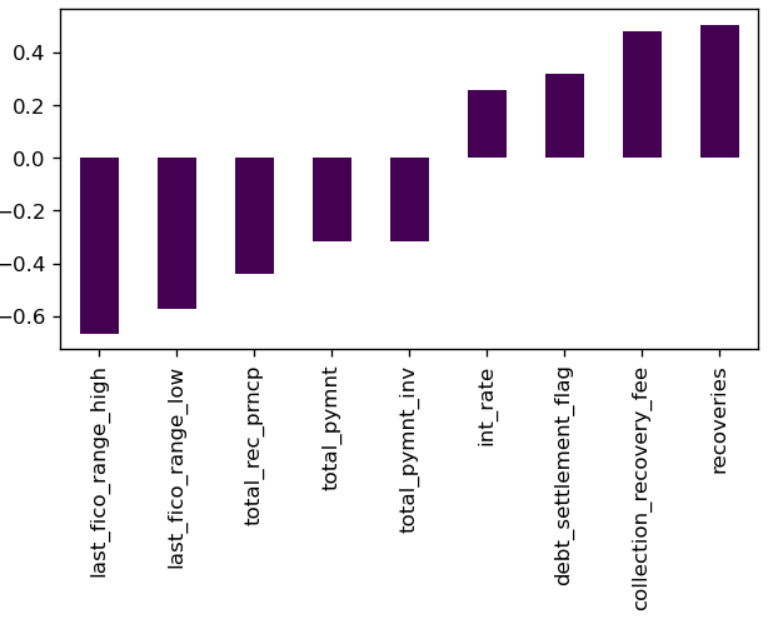 0.4
0.2
0.0
−0.2
−0.4
−0.6
last_fico_range_high
last_fico_range_low
total_rec_prncp
total_pymnt
total_pymnt_inv
int_rate
debt_settlement_flag
collection_recovery_fee
recoveries